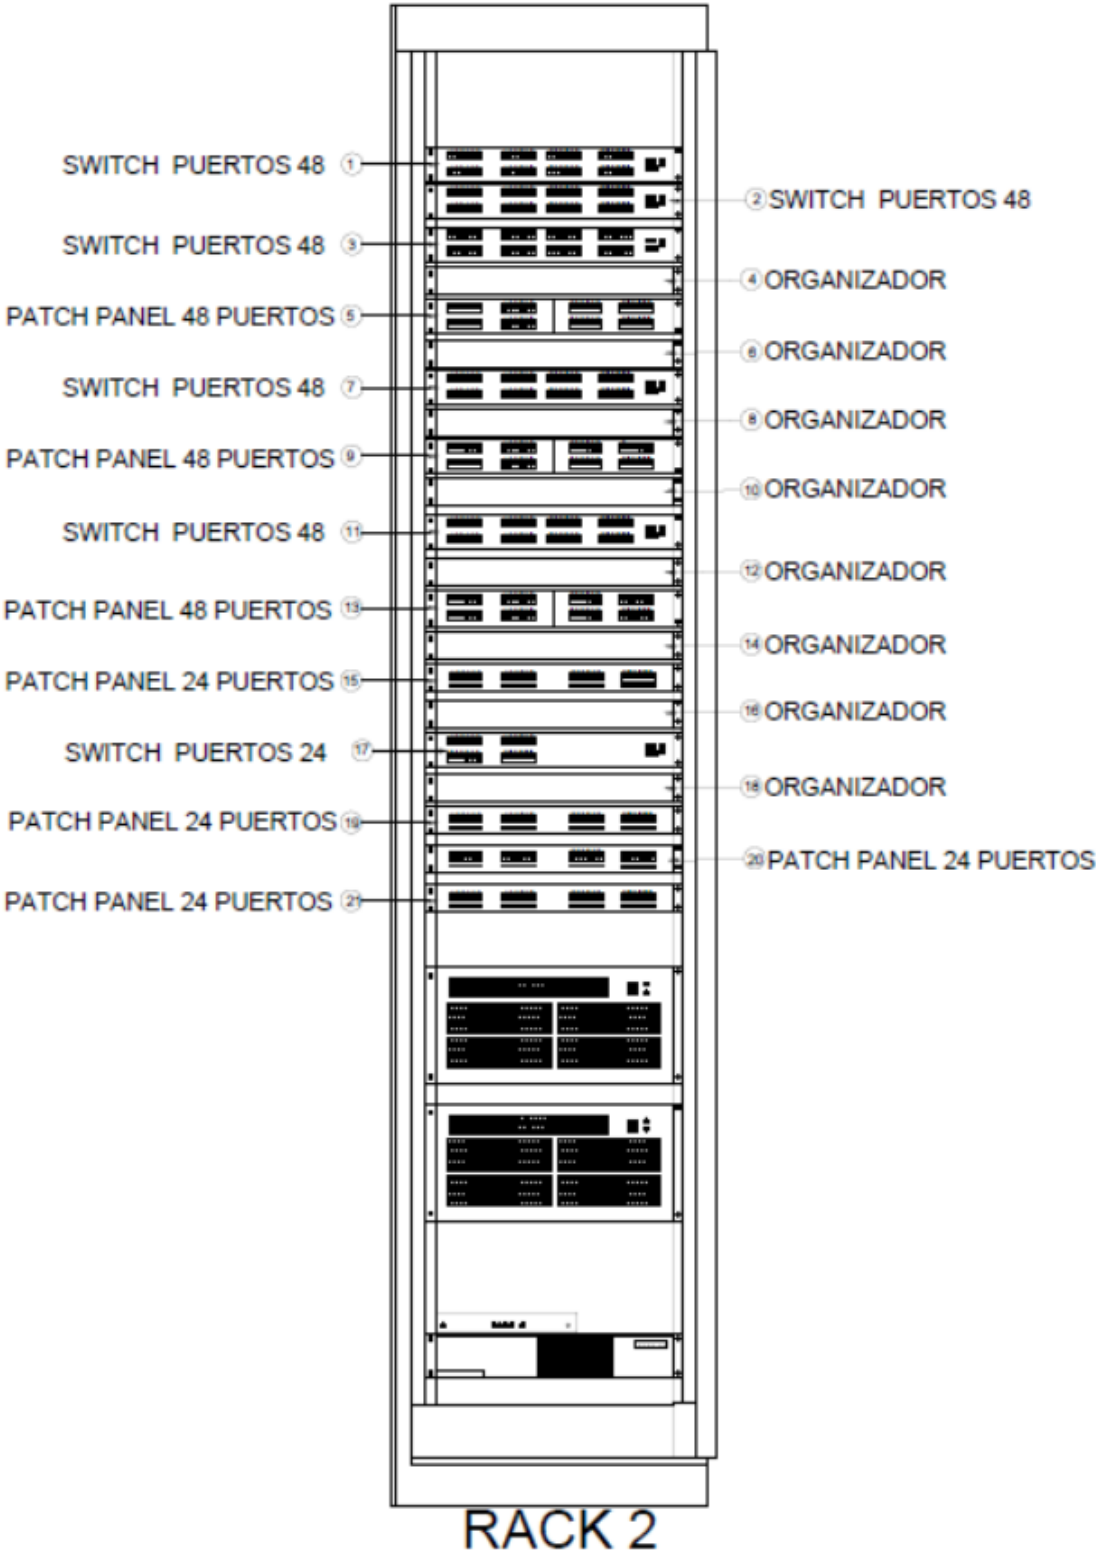 SWITCH PUERTOS 48 1
2 SWITCH PUERTOS 48
SWITCH PUERTOS 48 3
4 ORGANIZADOR
PATCH PANEL 48 PUERTOS 5
6 ORGANIZADOR
SWITCH PUERTOS 48 7
8 ORGANIZADOR
PATCH PANEL 48 PUERTOS 9
10 ORGANIZADOR
SWITCH PUERTOS 48 11
12 ORGANIZADOR
PATCH PANEL 48 PUERTOS 13
14 ORGANIZADOR
PATCH PANEL 24 PUERTOS 15
16 ORGANIZADOR
SWITCH PUERTOS 24 17
18 ORGANIZADOR
PATCH PANEL 24 PUERTOS 19
20 PATCH PANEL 24 PUERTOS
PATCH PANEL 24 PUERTOS 21
RACK 2